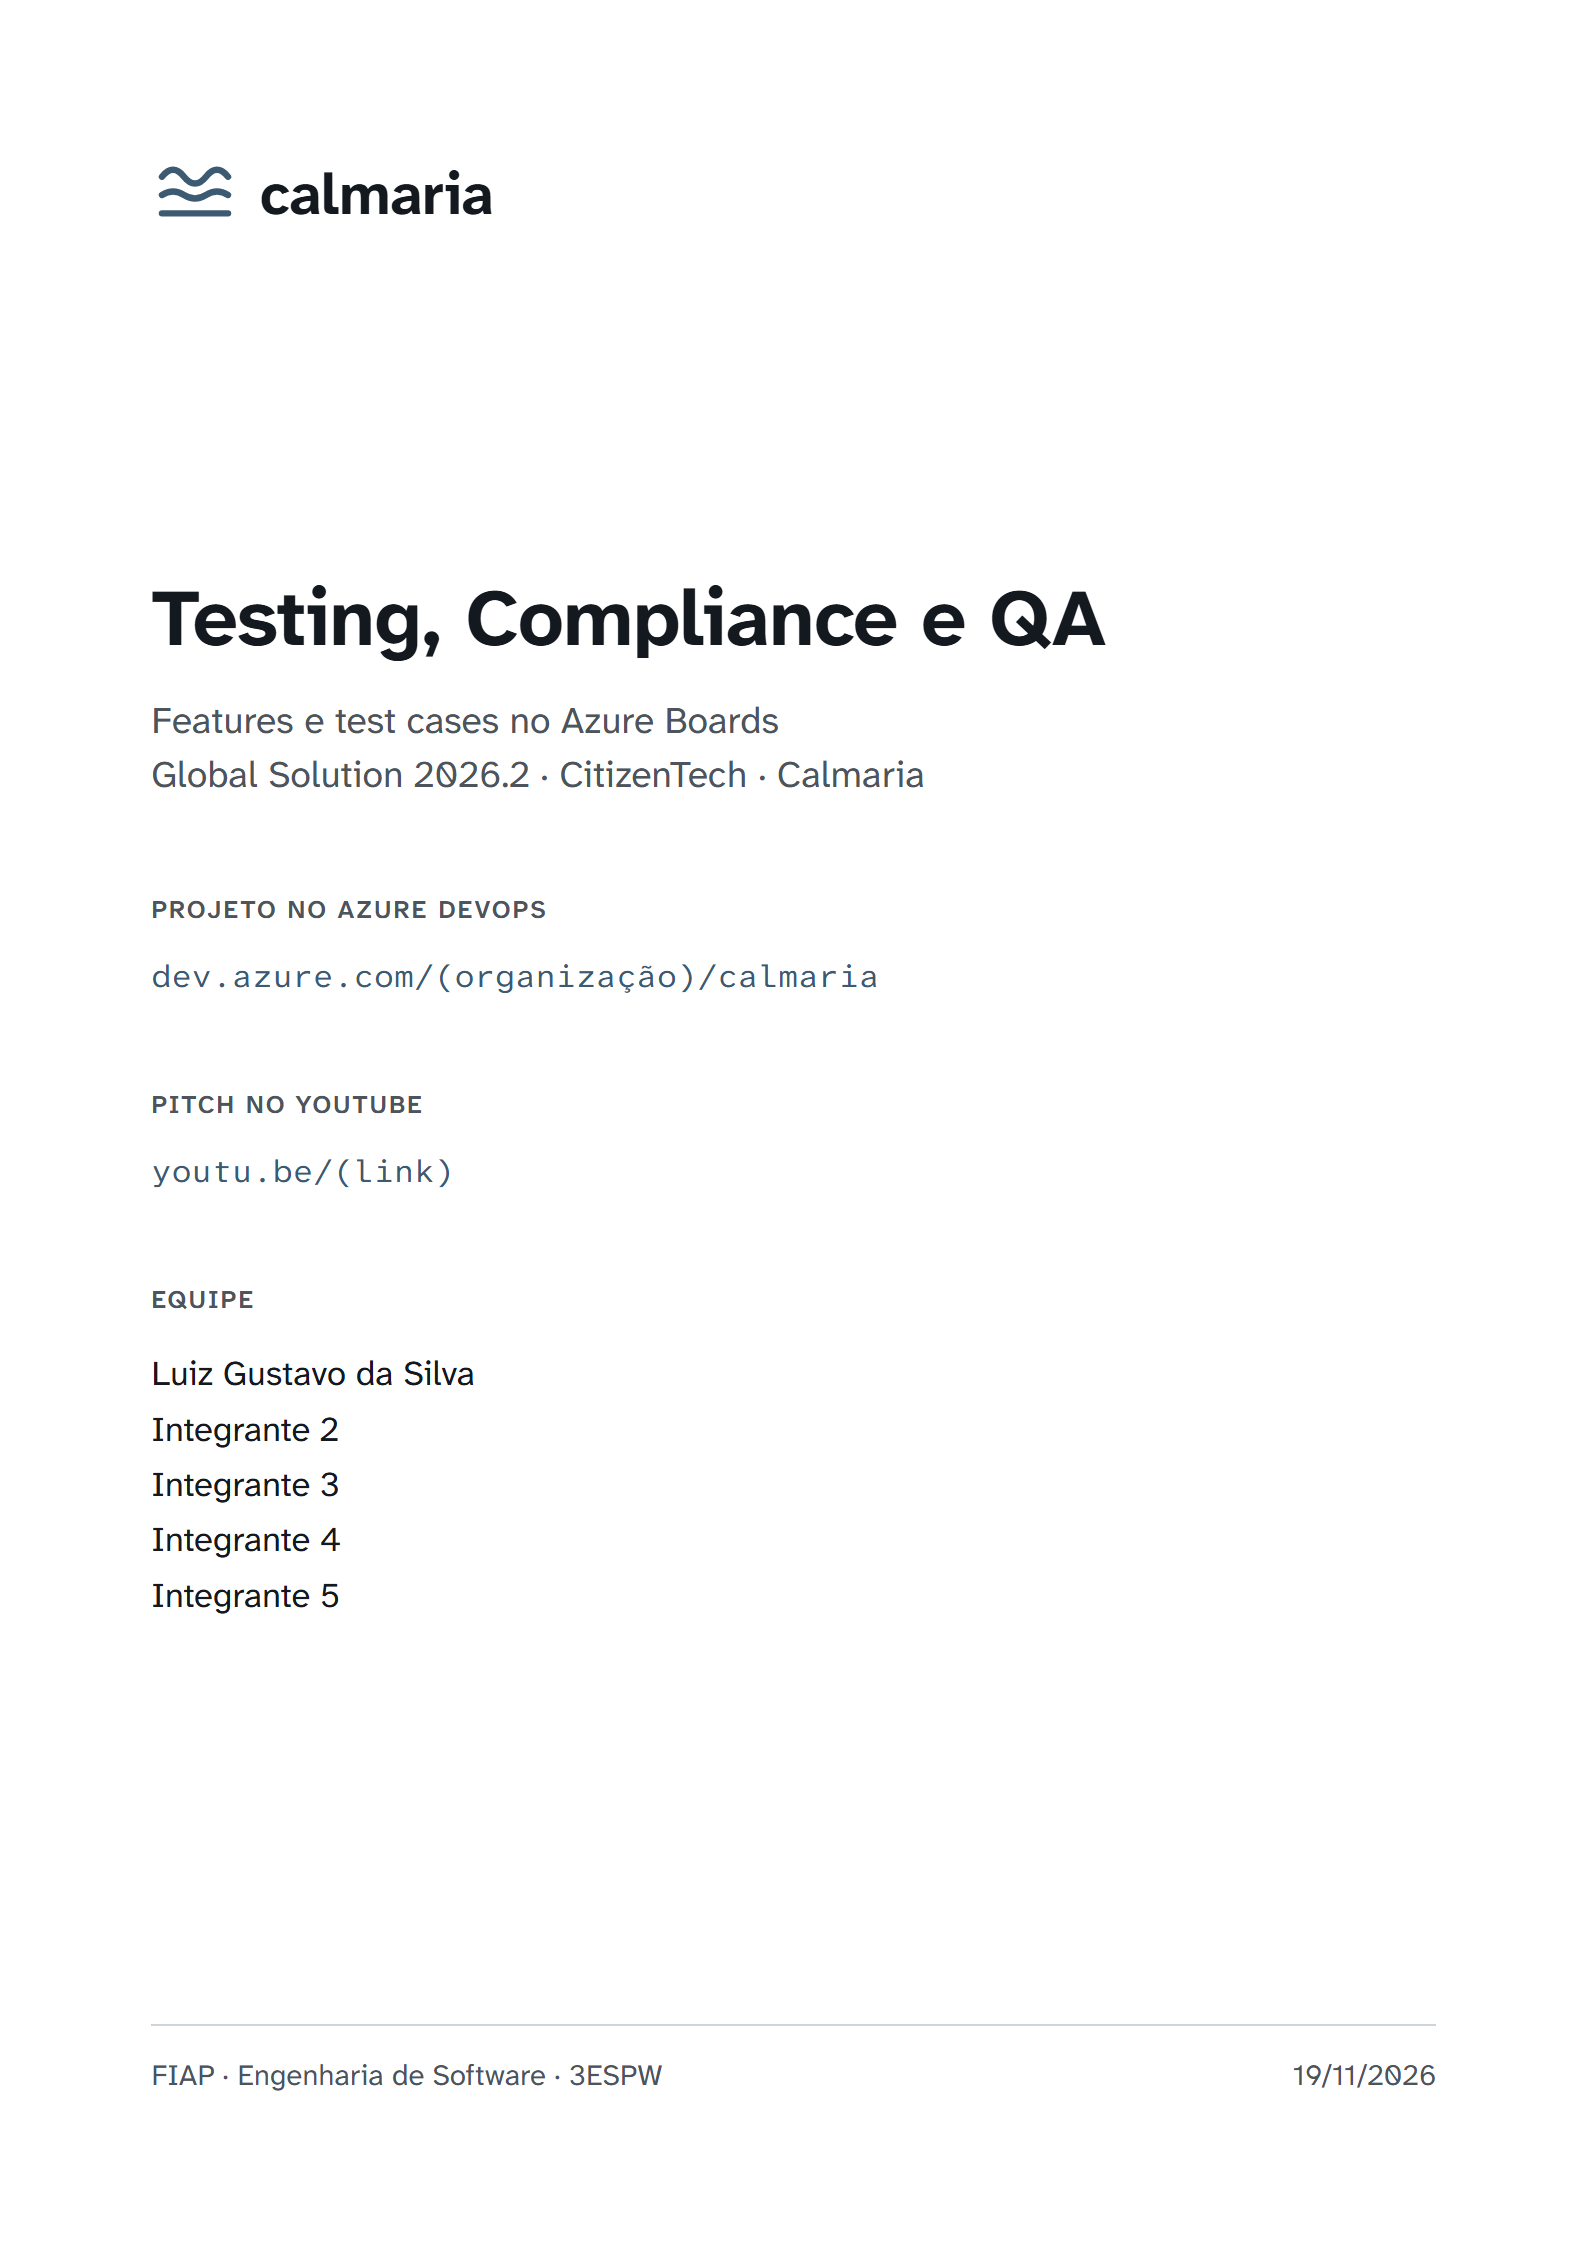 calmaria
Testing, Compliance e QA
Features e test cases no Azure Boards
Global Solution 2026.2 · CitizenTech · Calmaria
PROJETO NO AZURE DEVOPS
dev.azure.com/(organização)/calmaria
PITCH NO YOUTUBE
youtu.be/(link)
EQUIPE
Luiz Gustavo da Silva
Integrante 2
Integrante 3
Integrante 4
Integrante 5
FIAP · Engenharia de Software · 3ESPW
19/11/2026